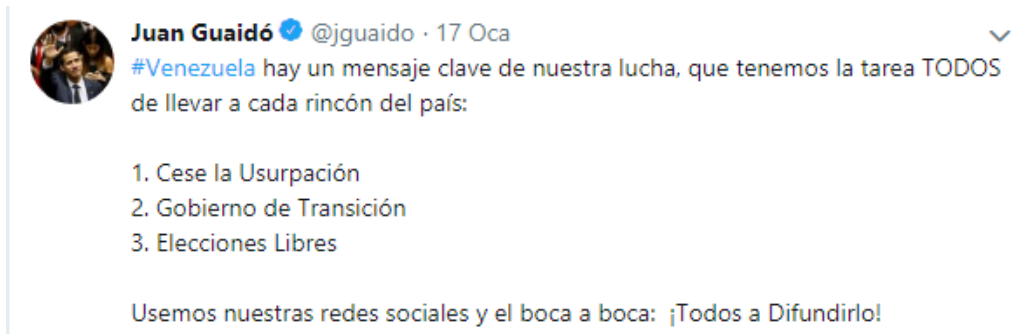 Juan Guaidó @jguaido · 17 Oca
#Venezuela hay un mensaje clave de nuestra lucha, que tenemos la tarea TODOS
de llevar a cada rincón del país:
1. Cese la Usurpación
2. Gobierno de Transición
3. Elecciones Libres
Usemos nuestras redes sociales y el boca a boca: ¡Todos a Difundirlo!